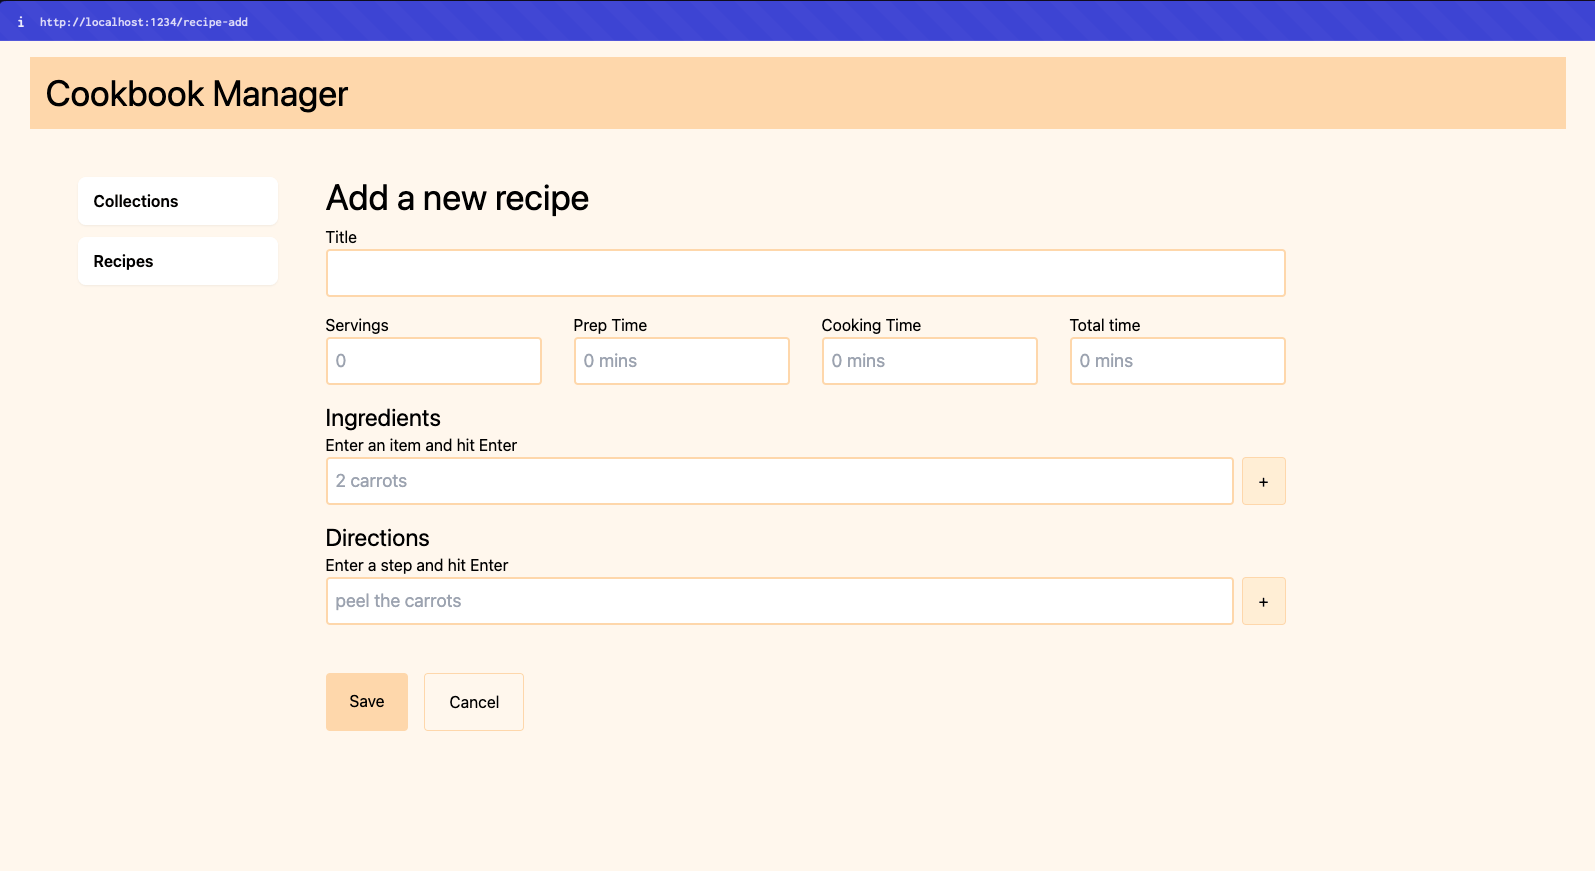 i http://localhost:1234/recipe-add
Cookbook Manager
Collections
Recipes
Add a new recipe
Title
Servings Prep Time Cooking Time Total time
0 0 mins 0 mins 0 mins
Ingredients
Enter an item and hit Enter
2 carrots +
Directions
Enter a step and hit Enter
peel the carrots +
Save Cancel